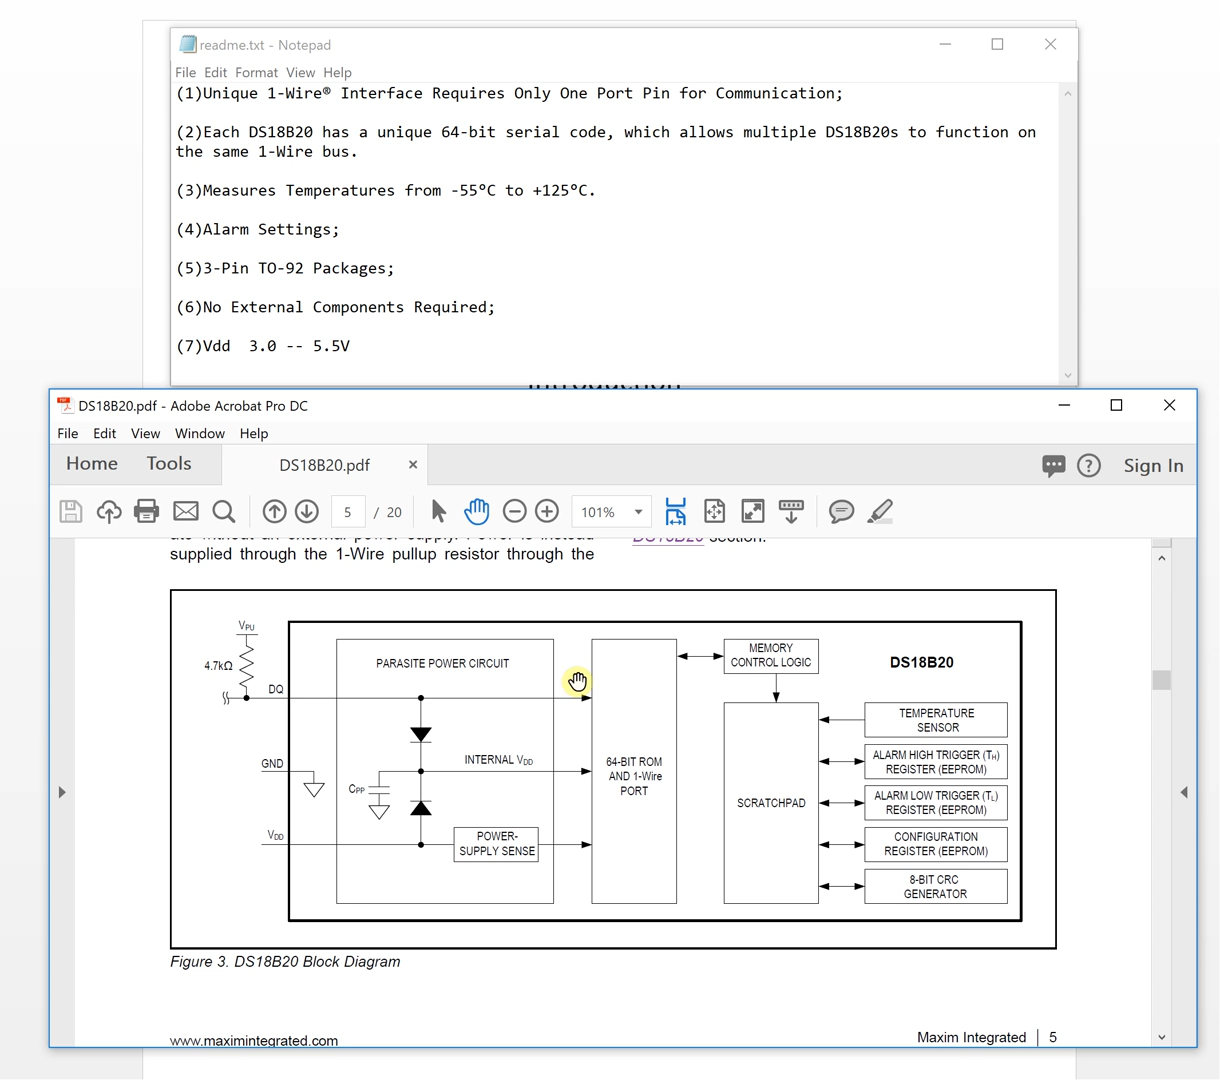 readme.txt - Notepad
File Edit Format View Help
(1)Unique 1-Wire® Interface Requires Only One Port Pin for Communication;
(2)Each DS18B20 has a unique 64-bit serial code, which allows multiple DS18B20s to function on
the same 1-Wire bus.
(3)Measures Temperatures from -55°C to +125°C.
(4)Alarm Settings;
(5)3-Pin TO-92 Packages;
(6)No External Components Required;
(7)Vdd  3.0 -- 5.5V
DS18B20.pdf - Adobe Acrobat Pro DC
File Edit View Window Help
Home Tools DS18B20.pdf × Sign In
5 / 20 101%
DS18B20 section.
supplied through the 1-Wire pullup resistor through the
VPU
4.7kΩ
DQ
GND
VDD
PARASITE POWER CIRCUIT
INTERNAL VDD
CPP
POWER-
SUPPLY SENSE
64-BIT ROM
AND 1-Wire
PORT
MEMORY
CONTROL LOGIC
SCRATCHPAD
DS18B20
TEMPERATURE
SENSOR
ALARM HIGH TRIGGER (TH)
REGISTER (EEPROM)
ALARM LOW TRIGGER (TL)
REGISTER (EEPROM)
CONFIGURATION
REGISTER (EEPROM)
8-BIT CRC
GENERATOR
Figure 3. DS18B20 Block Diagram
www.maximintegrated.com
Maxim Integrated | 5